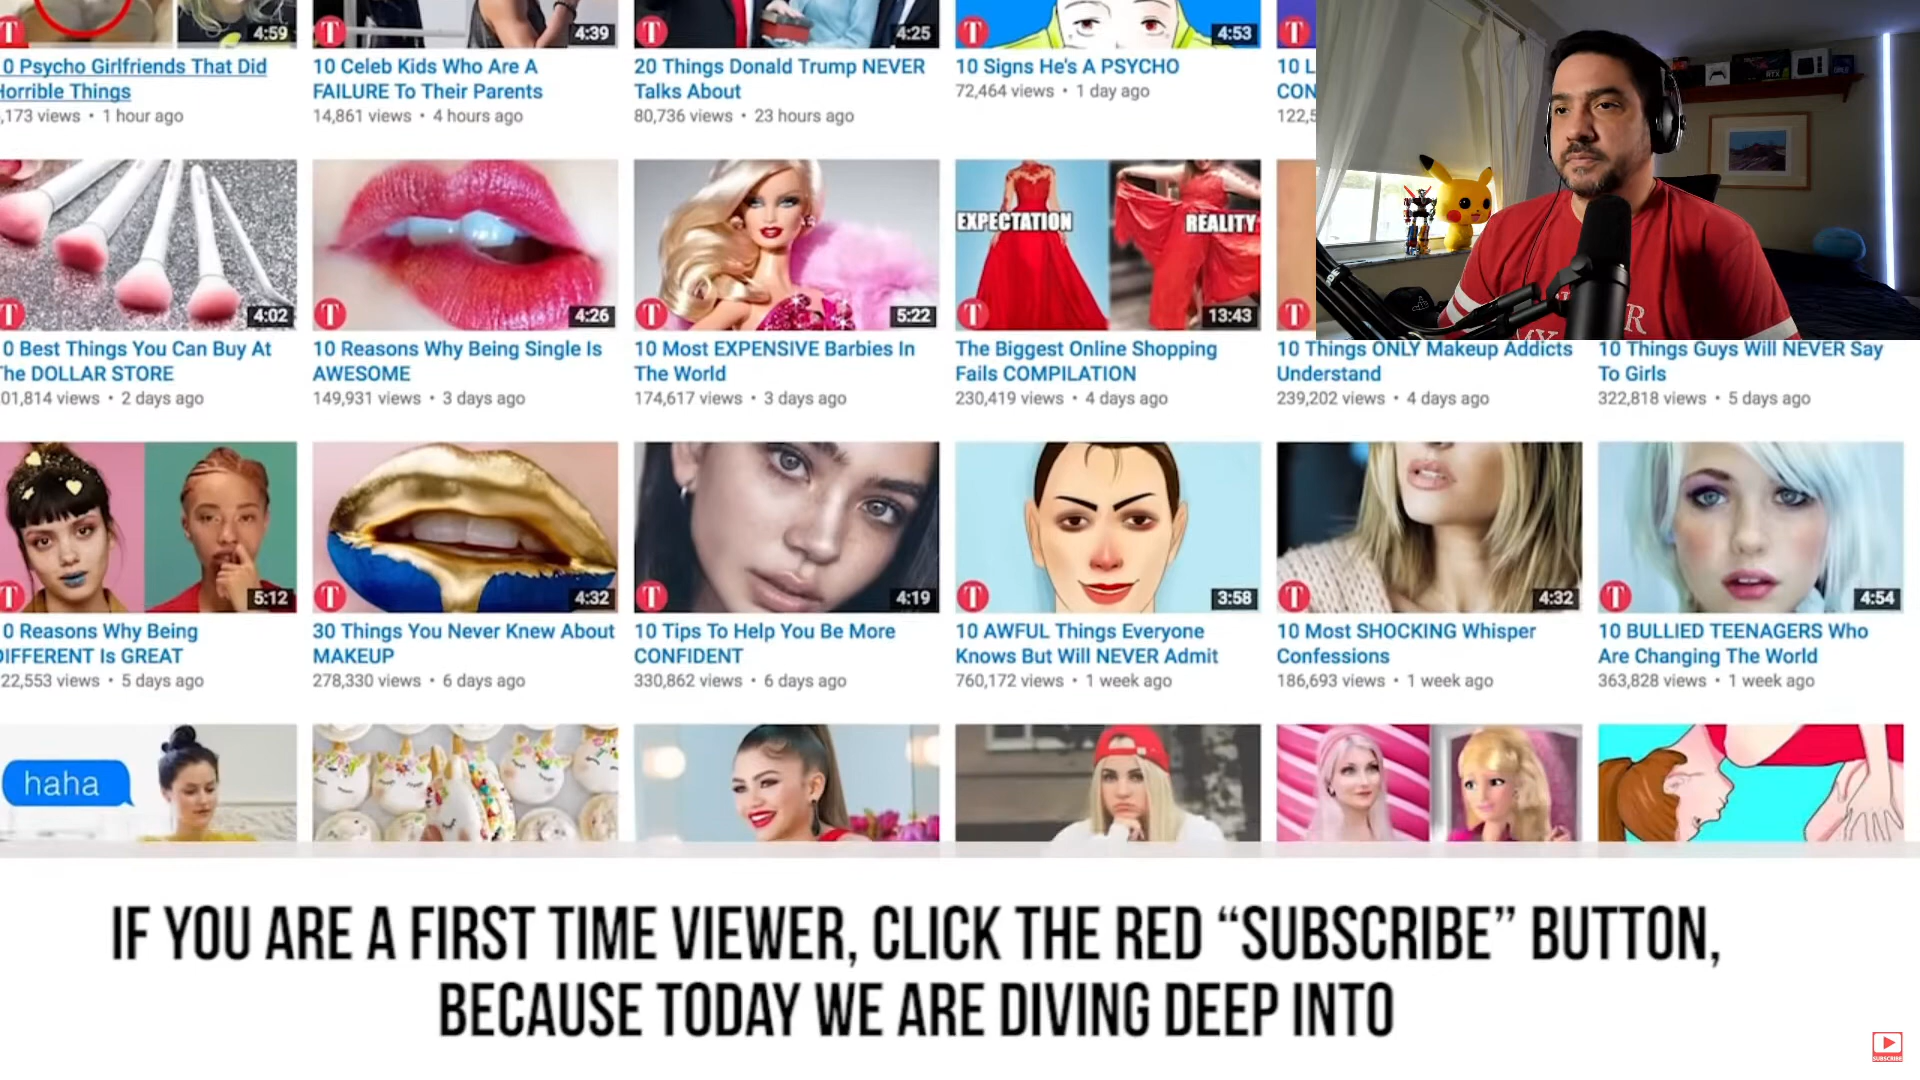 4:59
4:39
4:25
4:53
0 Psycho Girlfriends That Did
Horrible Things
,173 views • 1 hour ago
10 Celeb Kids Who Are A
FAILURE To Their Parents
14,861 views • 4 hours ago
20 Things Donald Trump NEVER
Talks About
80,736 views • 23 hours ago
10 Signs He's A PSYCHO
72,464 views • 1 day ago
10 L
CON
122,5
EXPECTATION
REALITY
4:02
4:26
5:22
13:43
0 Best Things You Can Buy At
The DOLLAR STORE
01,814 views • 2 days ago
10 Reasons Why Being Single Is
AWESOME
149,931 views • 3 days ago
10 Most EXPENSIVE Barbies In
The World
174,617 views • 3 days ago
The Biggest Online Shopping
Fails COMPILATION
230,419 views • 4 days ago
10 Things ONLY Makeup Addicts
Understand
239,202 views • 4 days ago
10 Things Guys Will NEVER Say
To Girls
322,818 views • 5 days ago
5:12
4:32
4:19
3:58
4:32
4:54
0 Reasons Why Being
DIFFERENT Is GREAT
22,553 views • 5 days ago
30 Things You Never Knew About
MAKEUP
278,330 views • 6 days ago
10 Tips To Help You Be More
CONFIDENT
330,862 views • 6 days ago
10 AWFUL Things Everyone
Knows But Will NEVER Admit
760,172 views • 1 week ago
10 Most SHOCKING Whisper
Confessions
186,693 views • 1 week ago
10 BULLIED TEENAGERS Who
Are Changing The World
363,828 views • 1 week ago
haha
IF YOU ARE A FIRST TIME VIEWER, CLICK THE RED “SUBSCRIBE” BUTTON,
BECAUSE TODAY WE ARE DIVING DEEP INTO
SUBSCRIBE